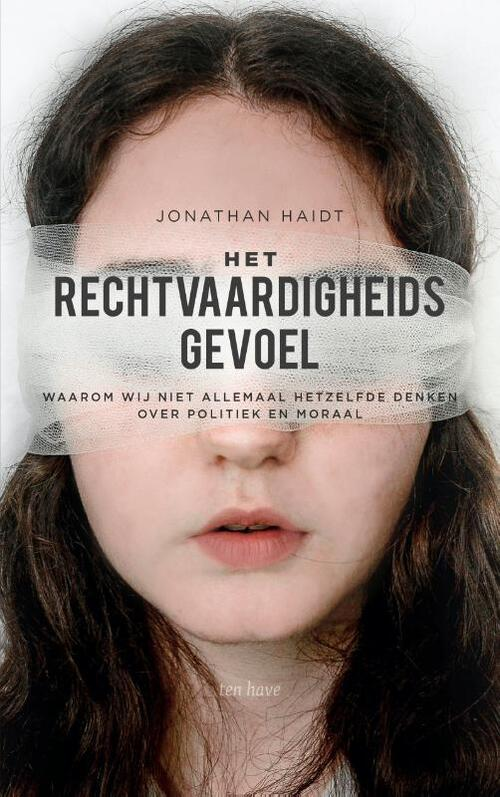 JONATHAN HAIDT
HET
RECHTVAARDIGHEIDS
GEVOEL
WAAROM WIJ NIET ALLEMAAL HETZELFDE DENKEN
OVER POLITIEK EN MORAAL
ten have